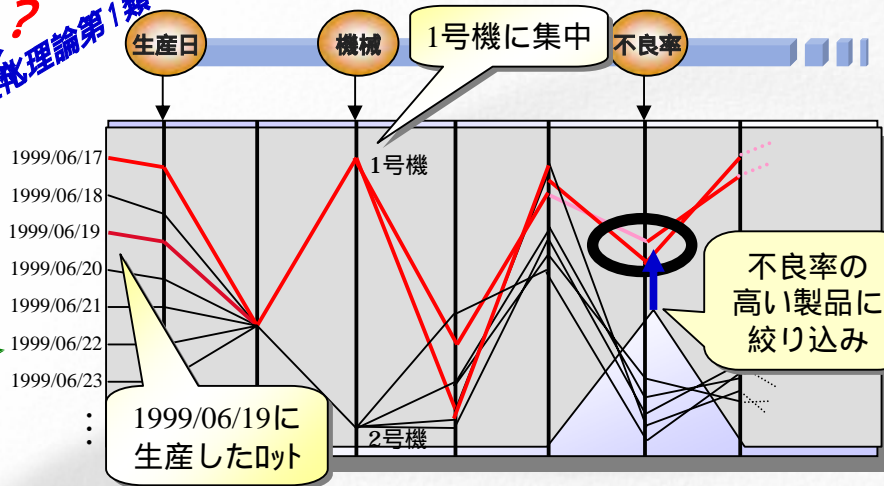 ?
化理論第1類
生産日
機械
1号機に集中
不良率
1999/06/17
1999/06/18
1999/06/19
1999/06/20
1999/06/21
1999/06/22
1999/06/23
⋮
1号機
2号機
不良率の
高い製品に
絞り込み
1999/06/19に
生産したロット